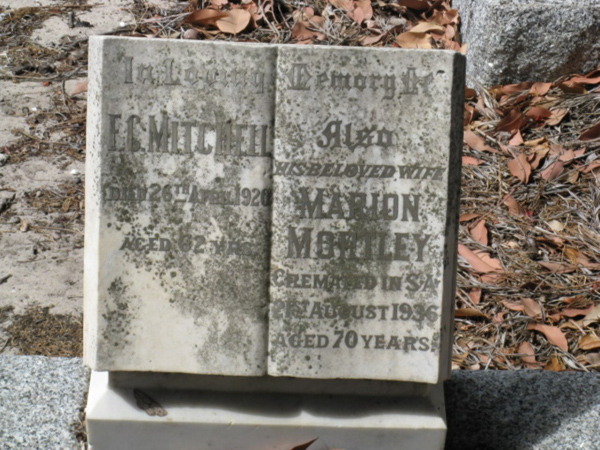 In Loving Memory Of
E.C. MITCHELL
DIED 26TH APRIL 1920
AGED 62
Also
HIS BELOVED WIFE
MARION
MOWTLEY
CREMATED IN S.A
AUGUST 1936
AGED 70 YEARS.